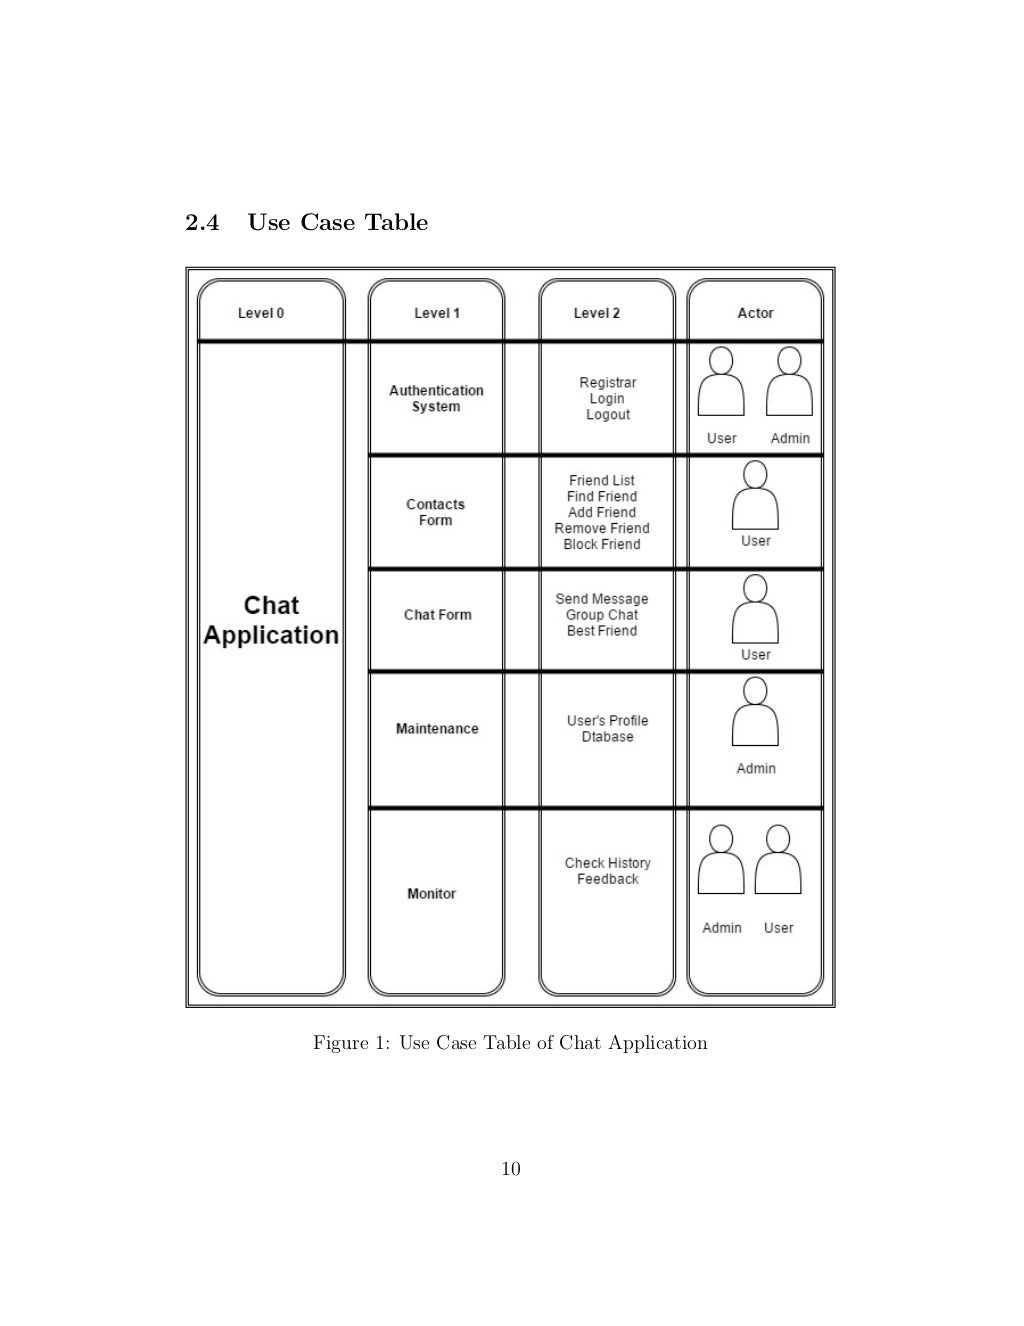 2.4 Use Case Table
Level 0
Level 1
Level 2
Actor
Chat
Application
Authentication
System
Registrar
Login
Logout
User
Admin
Contacts
Form
Friend List
Find Friend
Add Friend
Remove Friend
Block Friend
User
Chat Form
Send Message
Group Chat
Best Friend
User
Maintenance
User's Profile
Dtabase
Admin
Monitor
Check History
Feedback
Admin
User
Figure 1: Use Case Table of Chat Application
10